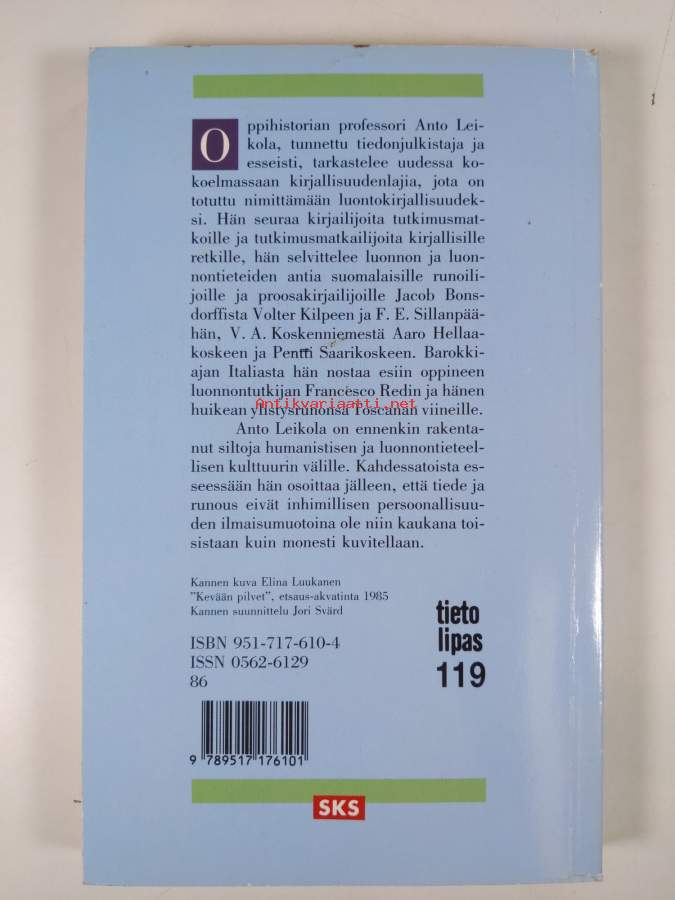 Oppihistorian professori Anto Lei-
kola, tunnettu tiedonjulkistaja ja
esseisti, tarkastelee uudessa ko-
koelmassaan kirjallisuudenlajia, jota on
totuttu nimittämään luontokirjallisuudek-
si. Hän seuraa kirjailijoita tutkimusmat-
koille ja tutkimusmatkailijoita kirjallisille
retkille, hän selvittelee luonnon ja luon-
nontieteiden antia suomalaisille runoili-
joille ja proosakirjailijoille Jacob Bons-
dorffista Volter Kilpeen ja F. E. Sillanpää-
hän, V. A. Koskenniemestä Aaro Hellaa-
koskeen ja Pentti Saarikoskeen. Barokki-
ajan Italiasta hän nostaa esiin oppineen
luonnontutkijan Francesco Redin ja hänen
huikean ylistysrunonsa Toscanan viineille.
Antikvariaatti.net
Anto Leikola on ennenkin rakenta-
nut siltoja humanistisen ja luonnontieteel-
lisen kulttuurin välille. Kahdessatoista es-
seessään hän osoittaa jälleen, että tiede ja
runous eivät inhimillisen persoonallisuu-
den ilmaisumuotoina ole niin kaukana toi-
sistaan kuin monesti kuvitellaan.
Kannen kuva Elina Luukanen
"Kevään pilvet", etsaus-akvatinta 1985
Kannen suunnittelu Jori Svärd
tieto
lipas
119
ISBN 951-717-610-4
ISSN 0562-6129
86
9 789517 176101
SKS